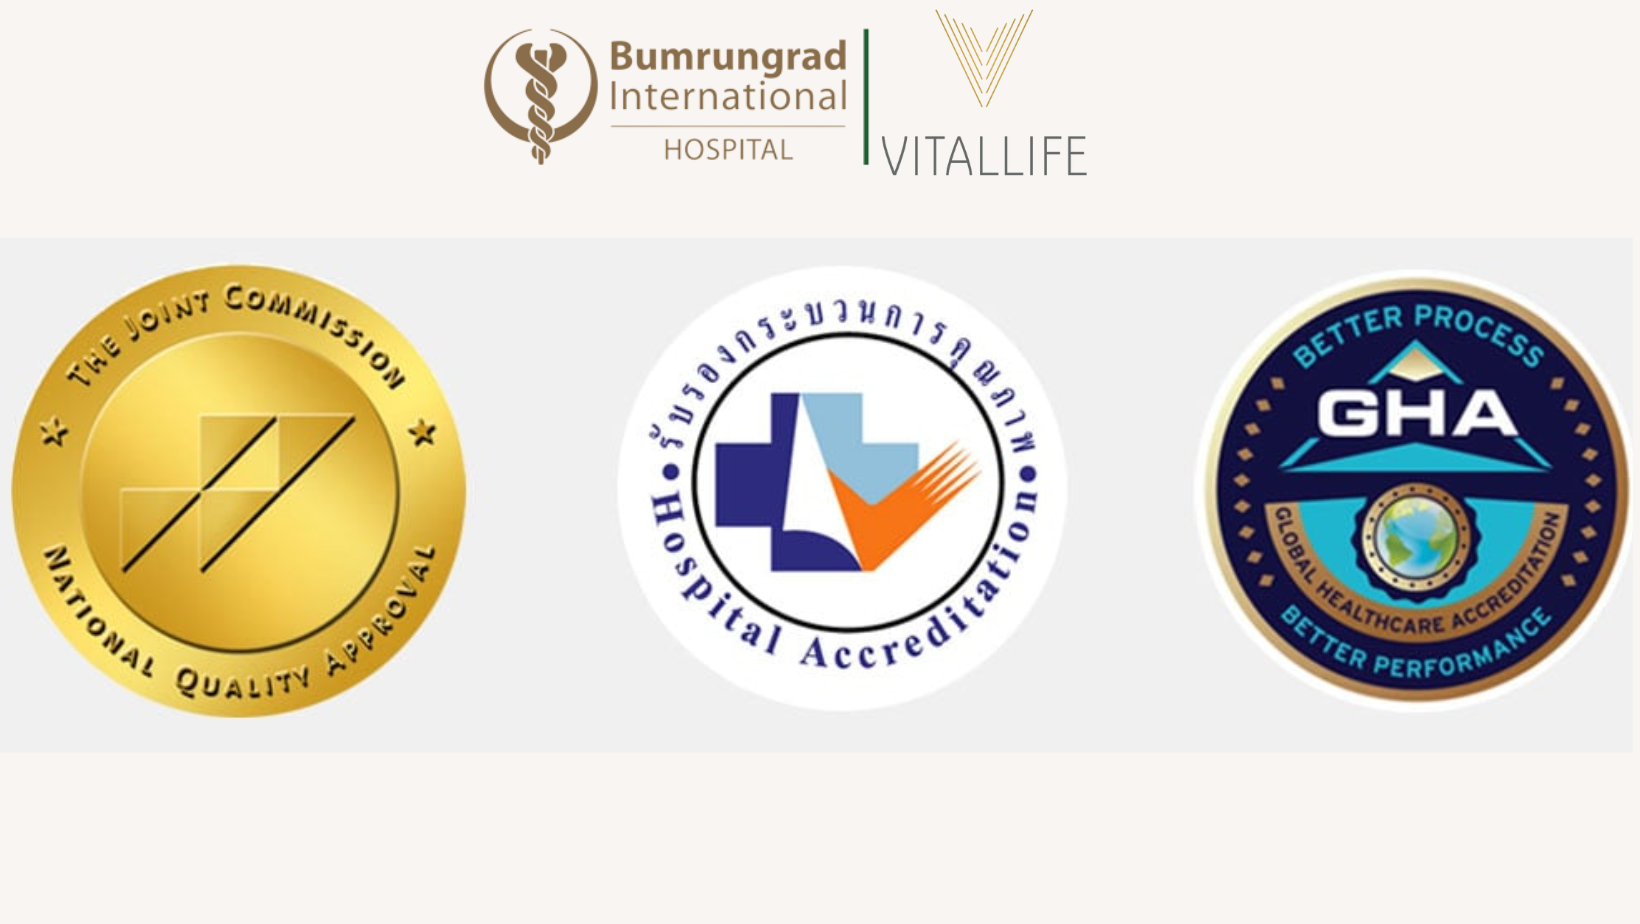 Bumrungrad
International
HOSPITAL
VITALLIFE
THE JOINT COMMISSION
NATIONAL QUALITY APPROVAL
รับรองกระบวนการคุณภาพ
Hospital Accreditation
BETTER PROCESS
GHA
GLOBAL HEALTHCARE ACCREDITATION
BETTER PERFORMANCE